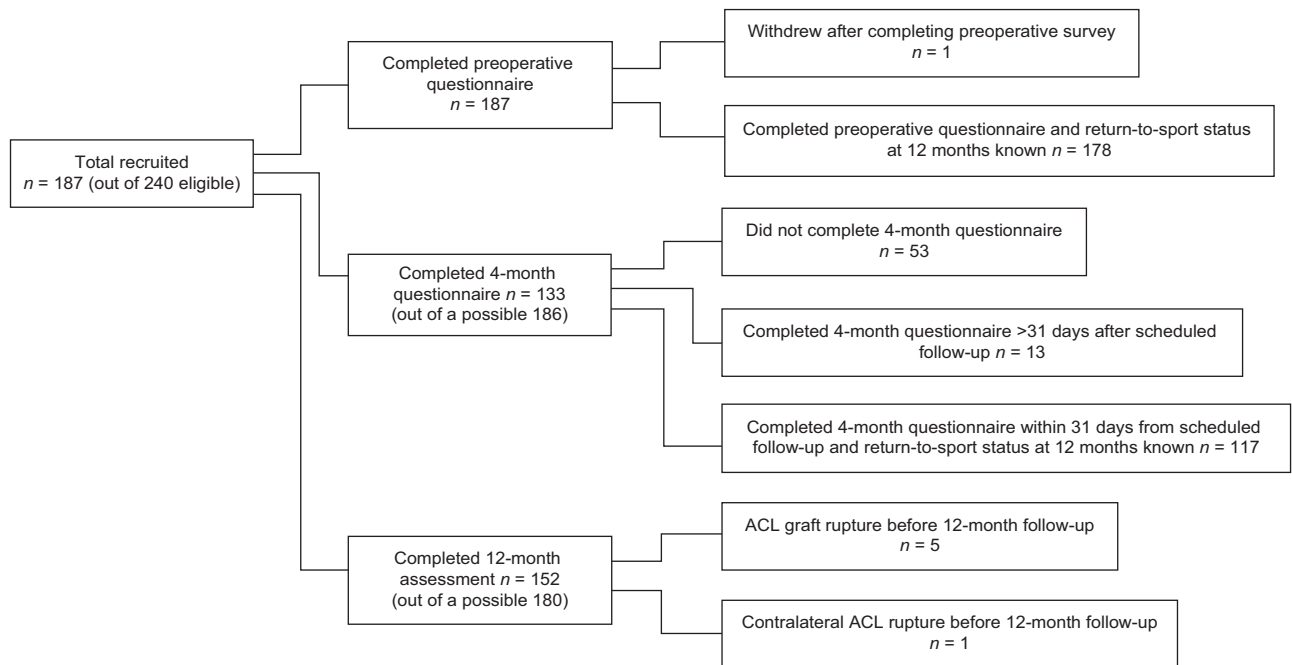 Total recruited
n = 187 (out of 240 eligible)
Completed preoperative
questionnaire
n = 187
Withdrew after completing preoperative survey
n = 1
Completed preoperative questionnaire and return-to-sport status
at 12 months known n = 178
Completed 4-month
questionnaire n = 133
(out of a possible 186)
Did not complete 4-month questionnaire
n = 53
Completed 4-month questionnaire >31 days after scheduled
follow-up n = 13
Completed 4-month questionnaire within 31 days from scheduled
follow-up and return-to-sport status at 12 months known n = 117
Completed 12-month
assessment n = 152
(out of a possible 180)
ACL graft rupture before 12-month follow-up
n = 5
Contralateral ACL rupture before 12-month follow-up
n = 1